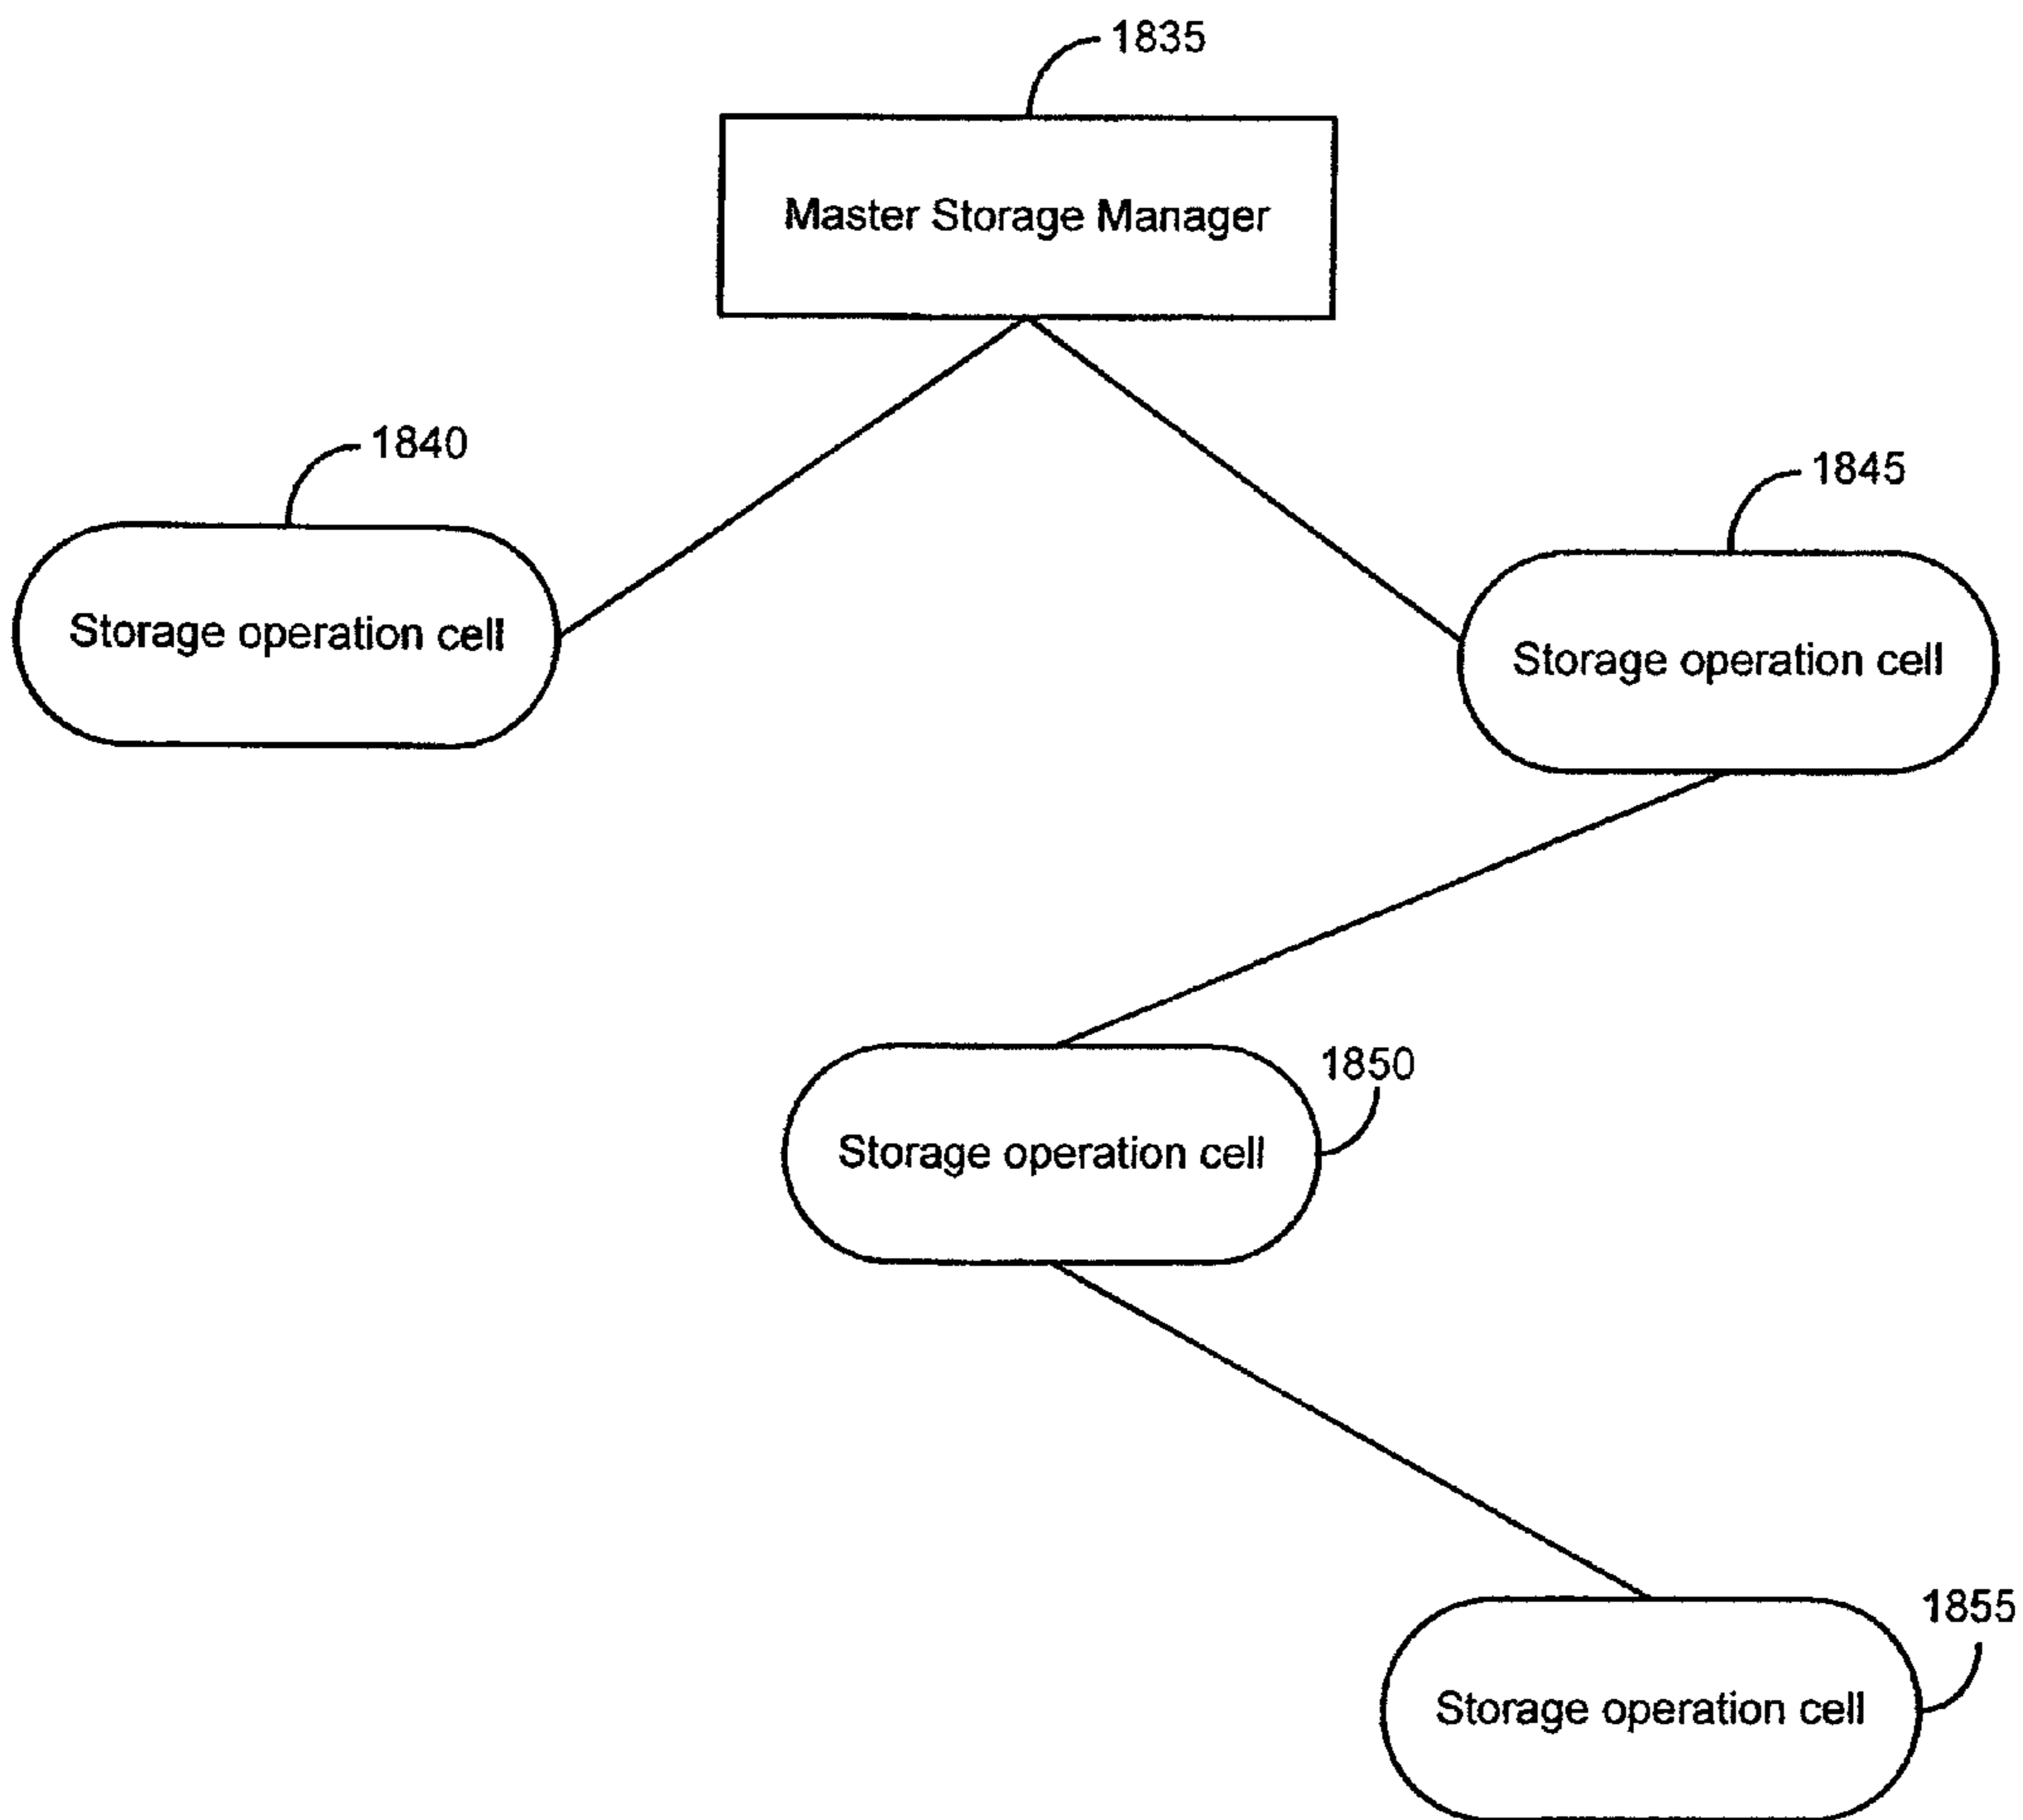 1835
Master Storage Manager
1840
1845
Storage operation cell
Storage operation cell
1850
Storage operation cell
1855
Storage operation cell